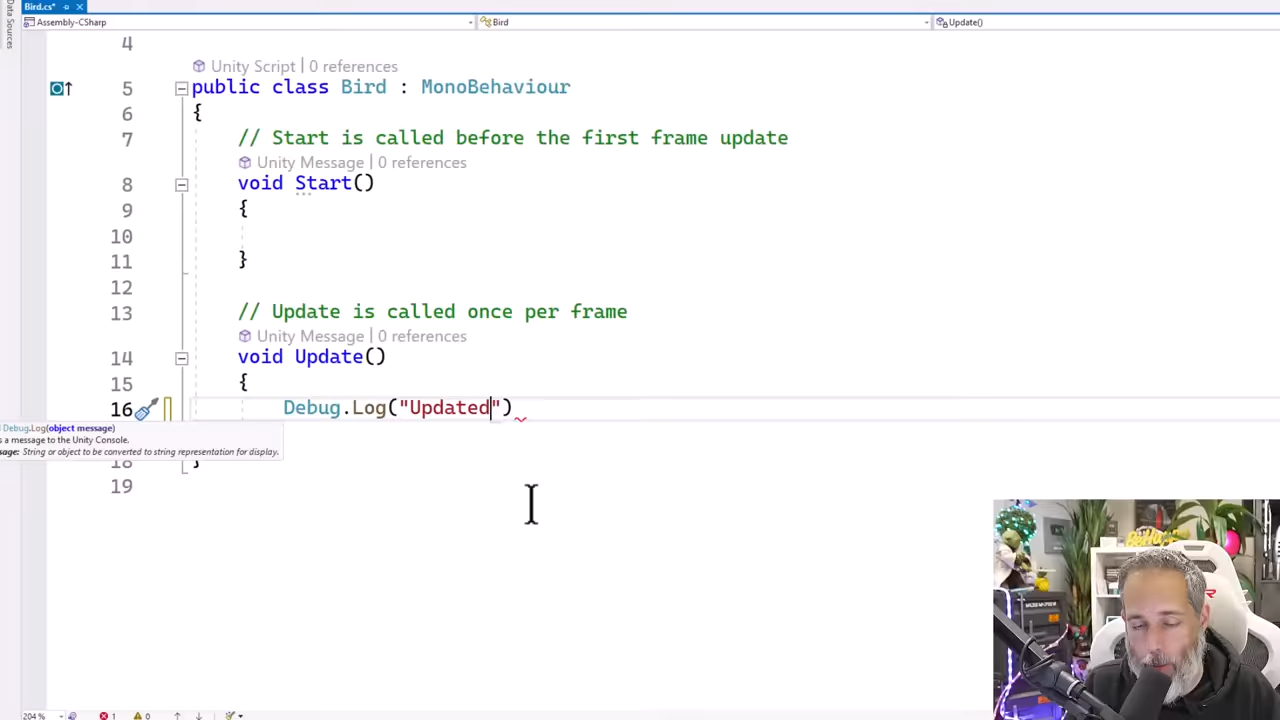 Bird.cs*
Data Sources
Assembly-CSharp Bird Update()
4
Unity Script | 0 references
5 public class Bird : MonoBehaviour
6 {
7 // Start is called before the first frame update
Unity Message | 0 references
8 void Start()
9 {
10
11 }
12
13 // Update is called once per frame
Unity Message | 0 references
14 void Update()
15 {
16 Debug.Log("Updated")
Debug.Log(object message)
s a message to the Unity Console.
sage: String or object to be converted to string representation for display.
18 }
19
204 % 1 0